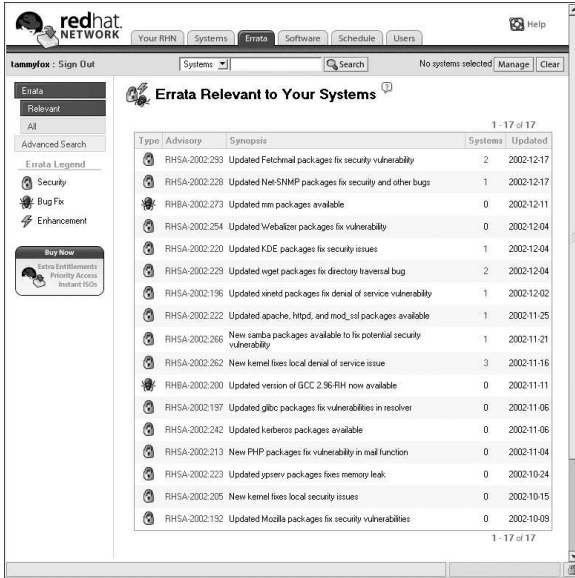 redhat.
NETWORK
Your RHN Systems Errata Software Schedule Users
Help
tammyfox : Sign Out
Systems
Search
No systems selected Manage Clear
Errata
Relevant
All
Advanced Search
Errata Legend
Security
Bug Fix
Enhancement
Buy Now
Extra Entitlements
Priority Access
Instant ISOs
Errata Relevant to Your Systems ?
1 - 17 of 17
Type Advisory Synopsis Systems Updated
RHSA-2002:293 Updated Fetchmail packages fix security vulnerability 2 2002-12-17
RHSA-2002:228 Updated Net-SNMP packages fix security and other bugs 1 2002-12-17
RHBA-2002:273 Updated mm packages available 0 2002-12-11
RHSA-2002:254 Updated Webalizer packages fix vulnerability 0 2002-12-04
RHSA-2002:220 Updated KDE packages fix security issues 1 2002-12-04
RHSA-2002:229 Updated wget packages fix directory traversal bug 2 2002-12-04
RHSA-2002:196 Updated xinetd packages fix denial of service vulnerability 1 2002-12-02
RHSA-2002:222 Updated apache, httpd, and mod_ssl packages available 1 2002-11-25
RHSA-2002:266 New samba packages available to fix potential security
vulnerability 1 2002-11-21
RHSA-2002:262 New kernel fixes local denial of service issue 3 2002-11-16
RHBA-2002:200 Updated version of GCC 2.96-RH now available 0 2002-11-11
RHSA-2002:197 Updated glibc packages fix vulnerabilities in resolver 0 2002-11-06
RHSA-2002:242 Updated kerberos packages available 0 2002-11-06
RHSA-2002:213 New PHP packages fix vulnerability in mail function 0 2002-11-04
RHSA-2002:223 Updated ypserv packages fixes memory leak 0 2002-10-24
RHSA-2002:205 New kernel fixes local security issues 0 2002-10-15
RHSA-2002:192 Updated Mozilla packages fix security vulnerabilities 0 2002-10-09
1 - 17 of 17